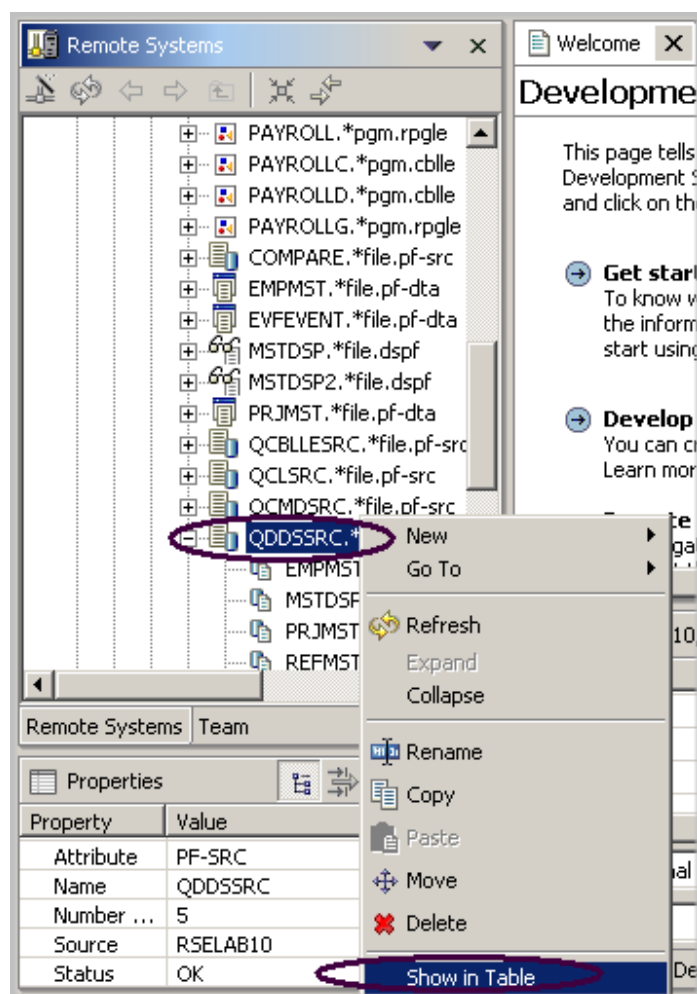 Remote Systems
Welcome
Developme
PAYROLL.*pgm.rpgle
PAYROLLC.*pgm.cblle
PAYROLLD.*pgm.cblle
PAYROLLG.*pgm.rpgle
COMPARE.*file.pf-src
EMPMST.*file.pf-dta
EVFEVENT.*file.pf-dta
MSTDSP.*file.dspf
MSTDSP2.*file.dspf
PRJMST.*file.pf-dta
QCBLLESRC.*file.pf-src
QCLSRC.*file.pf-src
QCMDSRC.*file.pf-src
QDDSSRC.*
EMPMST
MSTDSP
PRJMST
REFMST
Remote Systems Team
This page tells
Development S
and click on th
Get start
To know w
the inform
start using
Develop
You can cr
Learn mor
New
Go To
Refresh
Expand
Collapse
Rename
Copy
Paste
Move
Delete
Show in Table
10,
Properties
Property Value
Attribute PF-SRC
Name QDDSSRC
Number ... 5
Source RSELAB10
Status OK
De